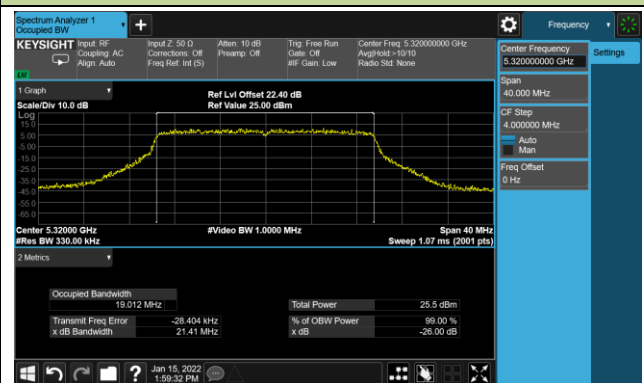 Spectrum Analyzer 1
Occupied BW
Frequency
KEYSIGHT
Input: RF
Coupling: AC
Align: Auto
Input Z: 50 Ω
Corrections: Off
Freq Ref: Int (S)
Atten: 10 dB
Preamp: Off
Trig: Free Run
Gate: Off
#IF Gain: Low
Center Freq: 5.320000000 GHz
Avg|Hold:>10/10
Radio Std: None
Center Frequency
5.320000000 GHz
Settings
Span
40.000 MHz
CF Step
4.000000 MHz
Auto
Man
Freq Offset
0 Hz
1 Graph
Scale/Div 10.0 dB
Ref Lvl Offset 22.40 dB
Ref Value 25.00 dBm
Log
15.0
5.00
-5.00
-15.0
-25.0
-35.0
-45.0
-55.0
-65.0
Center 5.32000 GHz
#Res BW 330.00 kHz
#Video BW 1.0000 MHz
Span 40 MHz
Sweep 1.07 ms (2001 pts)
2 Metrics
Occupied Bandwidth
19.012 MHz
Total Power 25.5 dBm
Transmit Freq Error -28.404 kHz
% of OBW Power 99.00 %
x dB Bandwidth 21.41 MHz
x dB -26.00 dB
Jan 15, 2022
1:59:32 PM